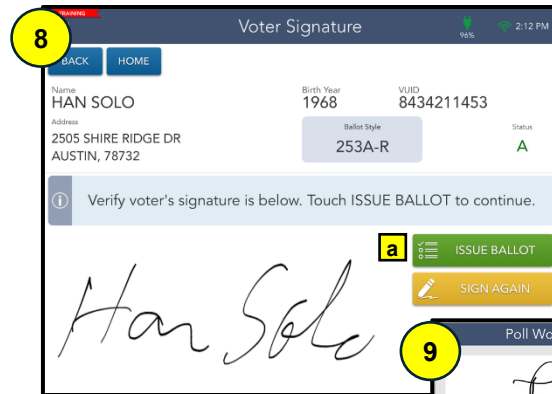 8
TRAINING
Voter Signature
96%
2:12 PM
BACK
HOME
Name
HAN SOLO
Birth Year
1968
VUID
8434211453
Address
2505 SHIRE RIDGE DR
AUSTIN, 78732
Ballot Style
253A-R
Status
A
Verify voter's signature is below. Touch ISSUE BALLOT to continue.
a
ISSUE BALLOT
SIGN AGAIN
Han Solo
9
Poll Wo